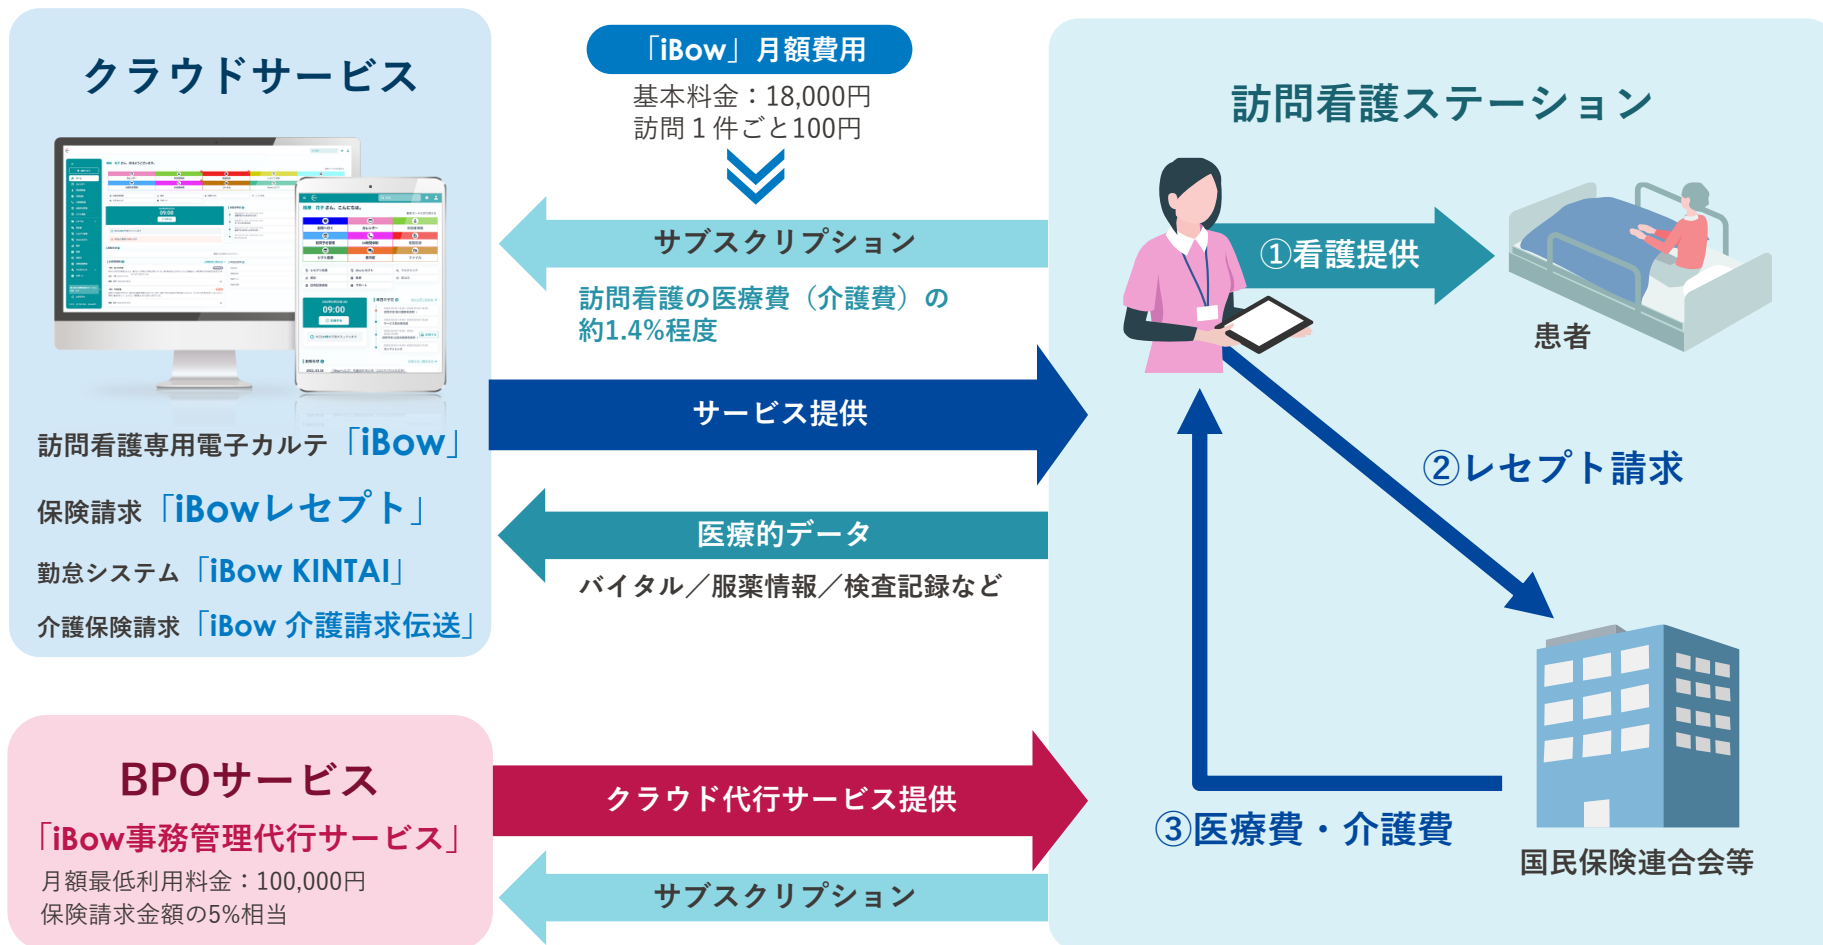 クラウドサービス
09:00
09:00
訪問看護専用電子カルテ「iBow」
保険請求「iBowレセプト」
勤怠システム「iBow KINTAI」
介護保険請求「iBow 介護請求伝送」
「iBow」月額費用
基本料金：18,000円
訪問１件ごと100円
サブスクリプション
訪問看護の医療費（介護費）の
約1.4%程度
サービス提供
医療的データ
バイタル／服薬情報／検査記録など
訪問看護ステーション
①看護提供
患者
②レセプト請求
③医療費・介護費
国民保険連合会等
BPOサービス
「iBow事務管理代行サービス」
月額最低利用料金：100,000円
保険請求金額の5%相当
クラウド代行サービス提供
サブスクリプション